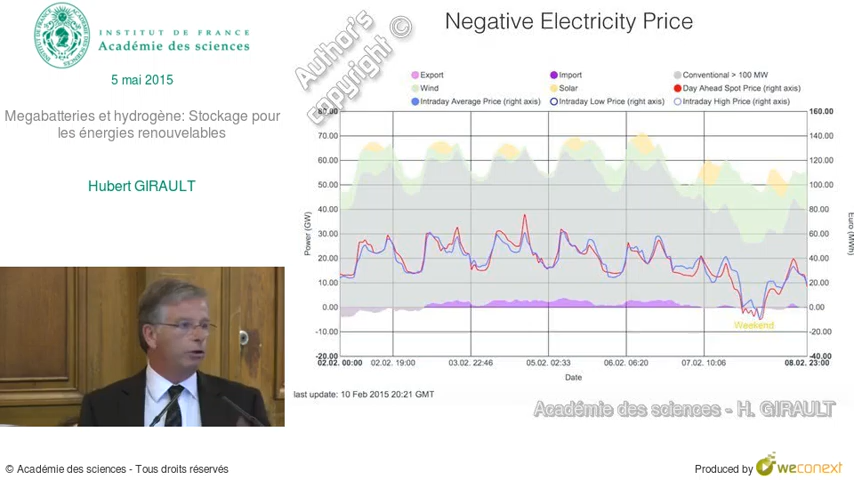 INSTITUT DE FRANCE
Académie des sciences
5 mai 2015
Megabatteries et hydrogène: Stockage pour
les énergies renouvelables
Hubert GIRAULT
Negative Electricity Price
Author's
copyright ©
Export
Import
Conventional > 100 MW
Wind
Solar
Day Ahead Spot Price (right axis)
Intraday Average Price (right axis)
Intraday Low Price (right axis)
Intraday High Price (right axis)
80.00
70.00
60.00
50.00
40.00
30.00
20.00
10.00
0.00
-10.00
-20.00
Power (GW)
160.00
140.00
120.00
100.00
80.00
60.00
40.00
20.00
0.00
-20.00
-40.00
Euro (MWh)
Weekend
02.02. 00:00
02.02. 19:00
03.02. 22:46
05.02. 02:33
06.02. 06:20
07.02. 10:06
08.02. 23:00
Date
last update: 10 Feb 2015 20:21 GMT
Académie des sciences - H. GIRAULT
© Académie des sciences - Tous droits réservés
Produced by weconext